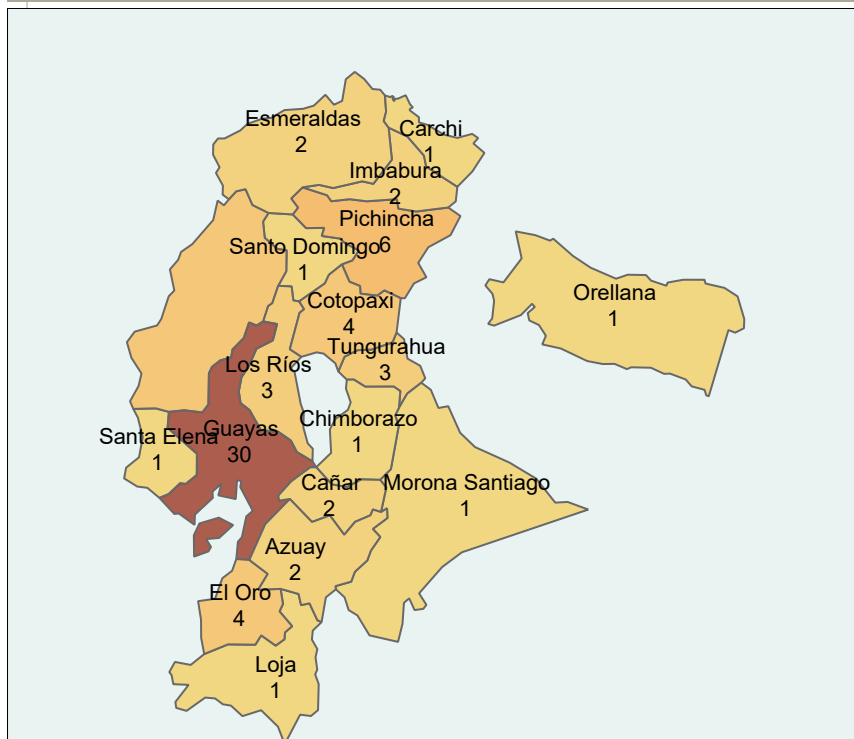 Esmeraldas
2
Carchi
1
Imbabura
2
Pichincha
6
Santo Domingo
1
Orellana
1
Cotopaxi
4
Tungurahua
3
Los Ríos
3
Chimborazo
1
Guayas
30
Santa Elena
1
Cañar
2
Morona Santiago
1
Azuay
2
El Oro
4
Loja
1